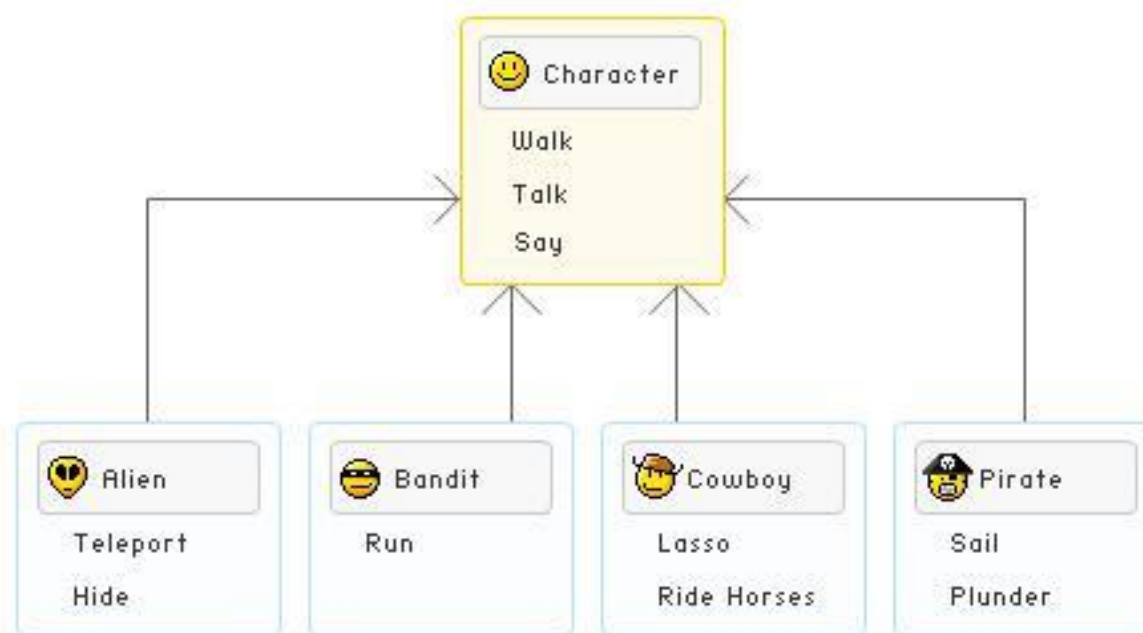 Character
Walk
Talk
Say
Alien
Teleport
Hide
Bandit
Run
Cowboy
Lasso
Ride Horses
Pirate
Sail
Plunder